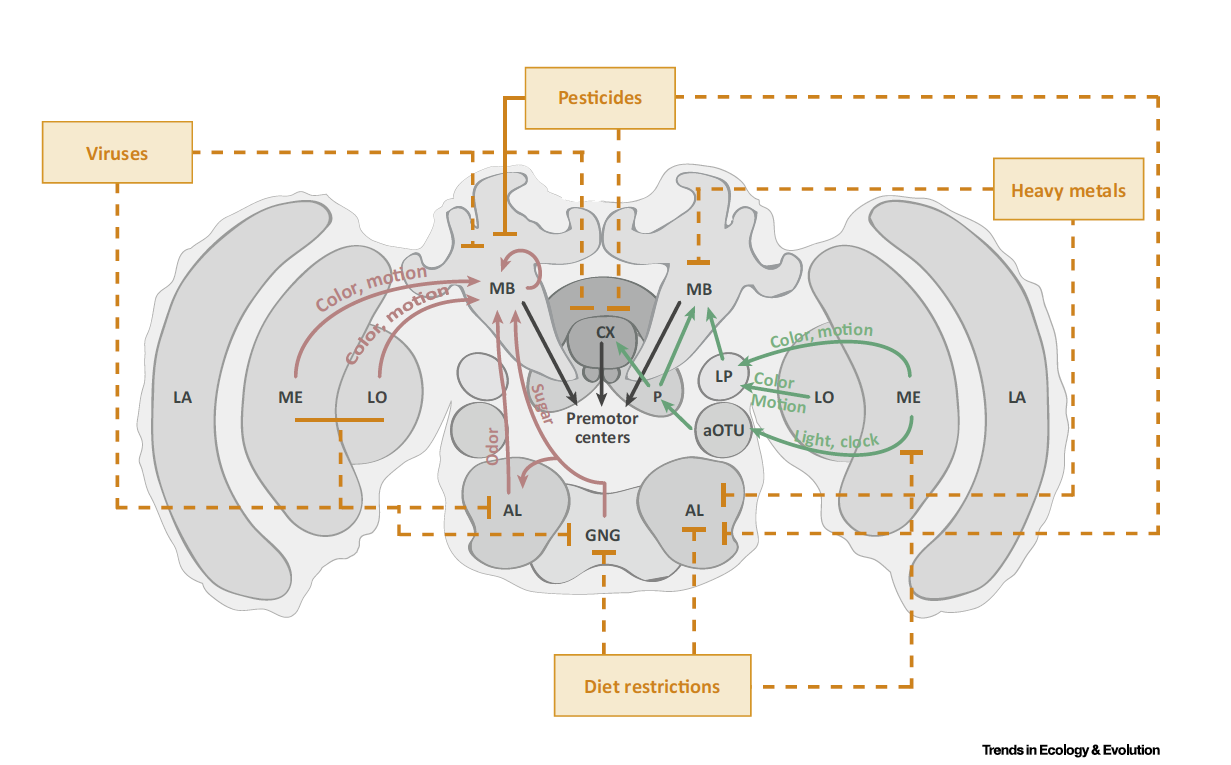 Pesticides
Viruses
Heavy metals
Color, motion
Color, motion
MB
MB
CX
Color, motion
LP
Color
Motion
LA
ME
LO
Sugar
P
LO
ME
LA
Premotor
centers
aOTU
Light, clock
Odor
AL
AL
GNG
Diet restrictions
Trends in Ecology & Evolution